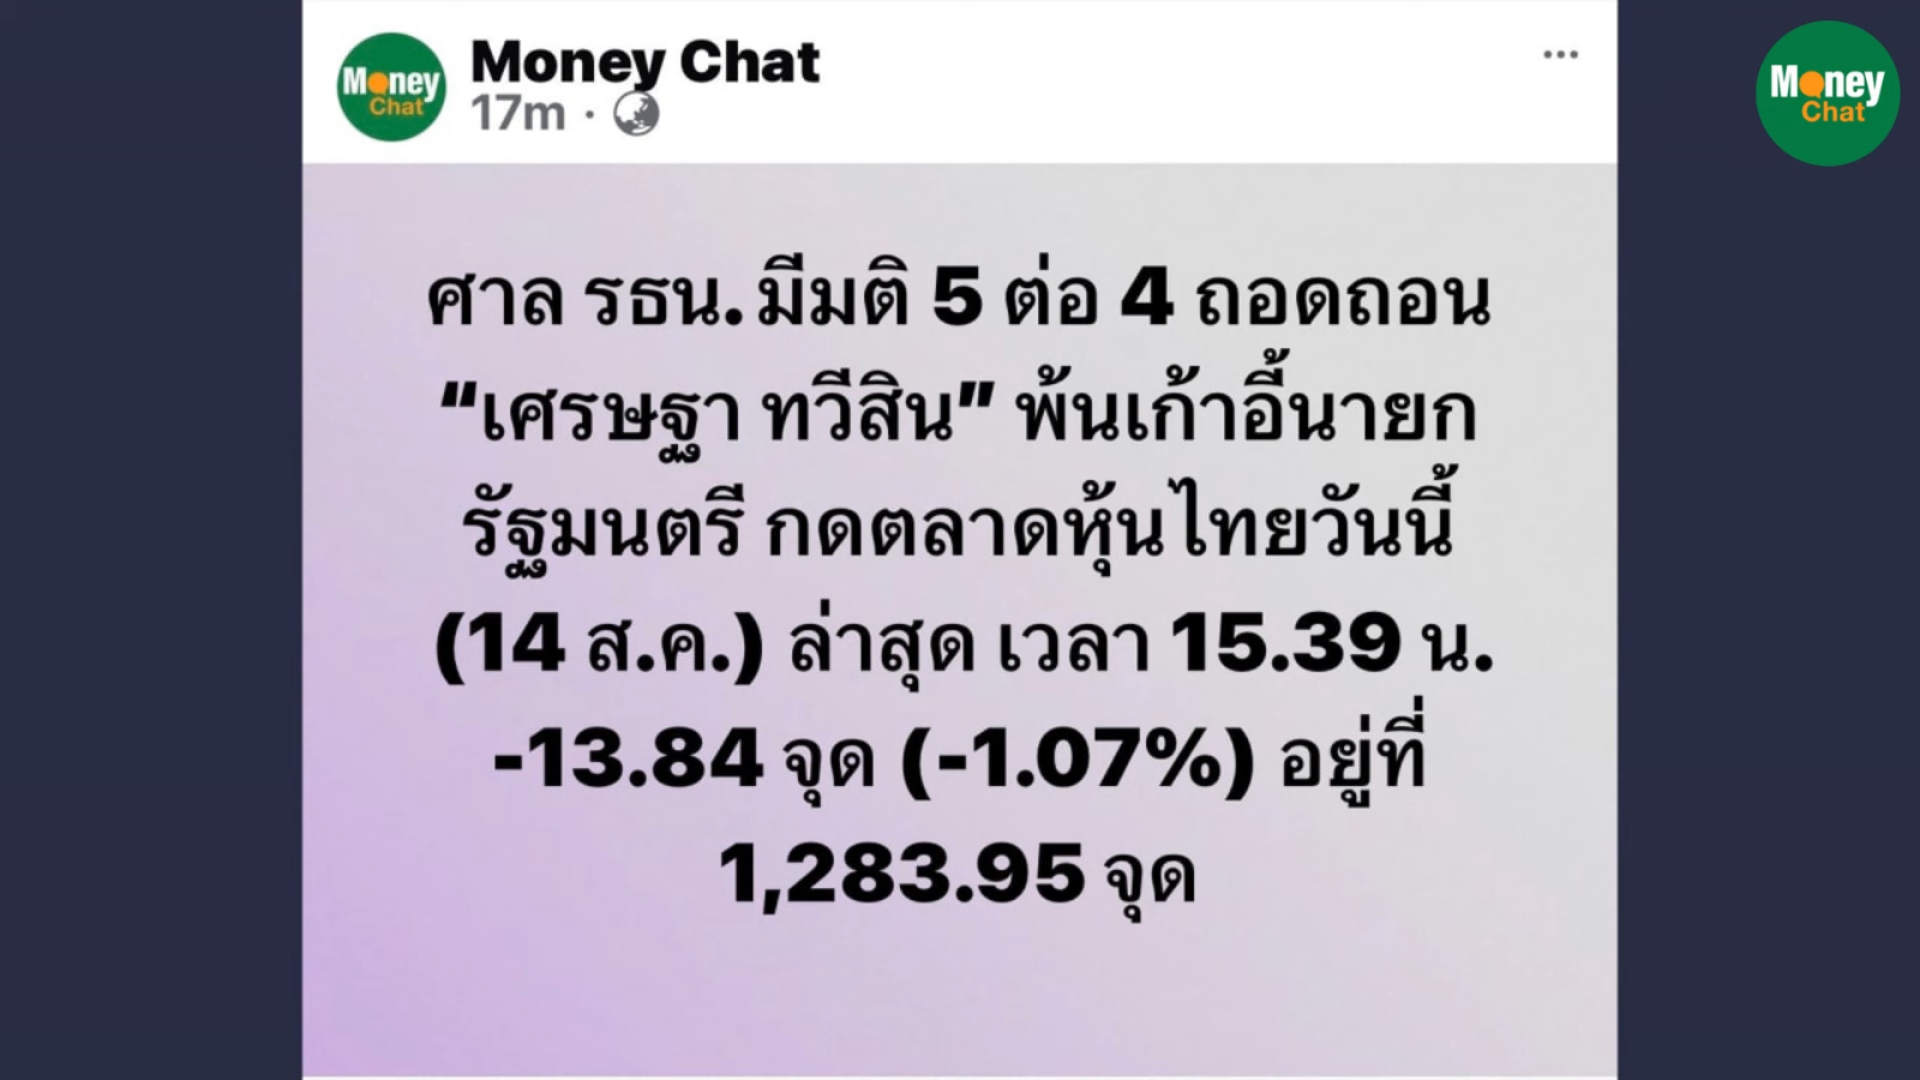 Money Chat
Money Chat
17m ·
Money Chat
ศาล รธน. มีมติ 5 ต่อ 4 ถอดถอน
“เศรษฐา ทวีสิน” พ้นเก้าอี้นายก
รัฐมนตรี กดตลาดหุ้นไทยวันนี้
(14 ส.ค.) ล่าสุด เวลา 15.39 น.
-13.84 จุด (-1.07%) อยู่ที่
1,283.95 จุด